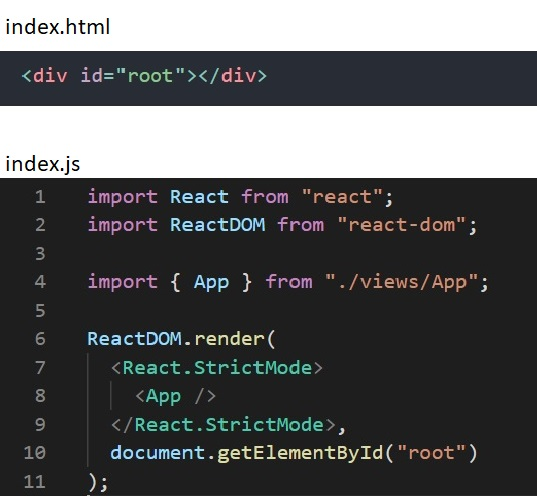 index.html
<div id="root"></div>
index.js
1 import React from "react";
2 import ReactDOM from "react-dom";
3
4 import { App } from "./views/App";
5
6 ReactDOM.render(
7 <React.StrictMode>
8 <App />
9 </React.StrictMode>,
10 document.getElementById("root")
11 );